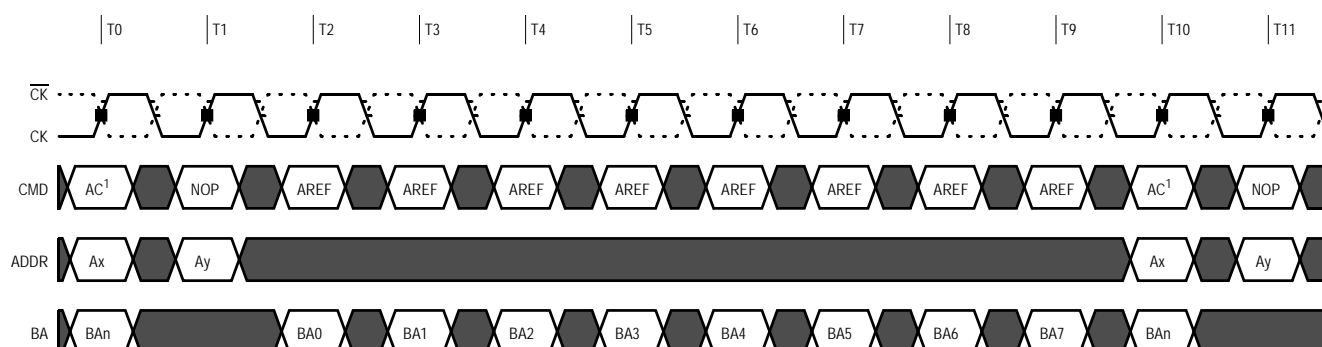 T0 T1 T2 T3 T4 T5 T6 T7 T8 T9 T10 T11
CK
CK
CMD AC1 NOP AREF AREF AREF AREF AREF AREF AREF AREF AC1 NOP
ADDR Ax Ay Ax Ay
BA BAn BA0 BA1 BA2 BA3 BA4 BA5 BA6 BA7 BAn